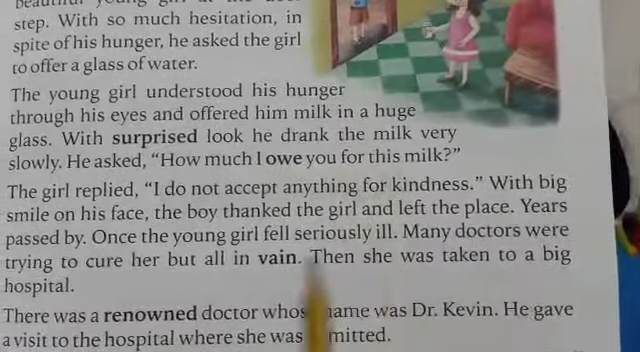 beautiful young girl at the door
step. With so much hesitation, in
spite of his hunger, he asked the girl
to offer a glass of water.
The young girl understood his hunger
through his eyes and offered him milk in a huge
glass. With surprised look he drank the milk very
slowly. He asked, “How much I owe you for this milk?”
The girl replied, “I do not accept anything for kindness.” With big
smile on his face, the boy thanked the girl and left the place. Years
passed by. Once the young girl fell seriously ill. Many doctors were
trying to cure her but all in vain. Then she was taken to a big
hospital.
There was a renowned doctor whose name was Dr. Kevin. He gave
a visit to the hospital where she was